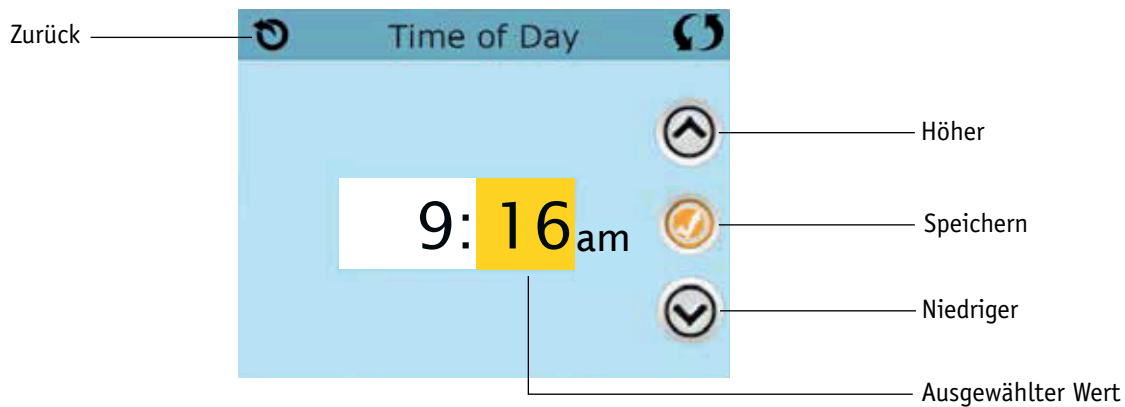 Zurück
Time of Day
Höher
9:16am
Speichern
Niedriger
Ausgewählter Wert